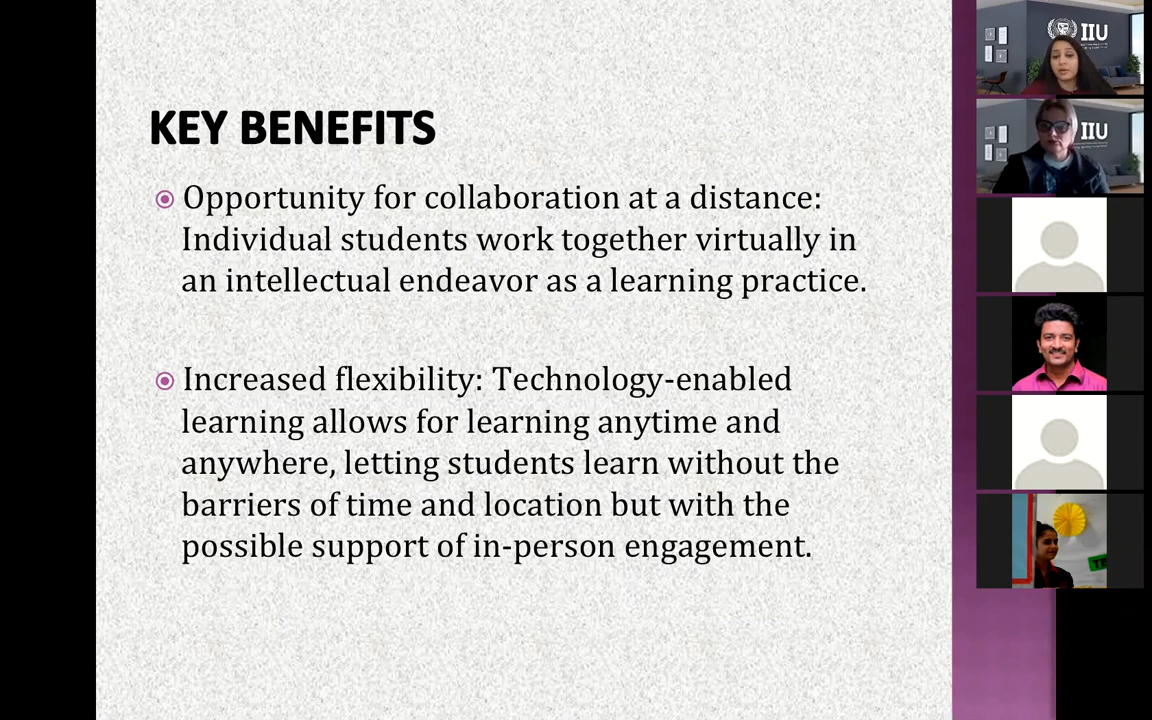 KEY BENEFITS
Opportunity for collaboration at a distance:
Individual students work together virtually in
an intellectual endeavor as a learning practice.
Increased flexibility: Technology-enabled
learning allows for learning anytime and
anywhere, letting students learn without the
barriers of time and location but with the
possible support of in-person engagement.
IIU
IIU